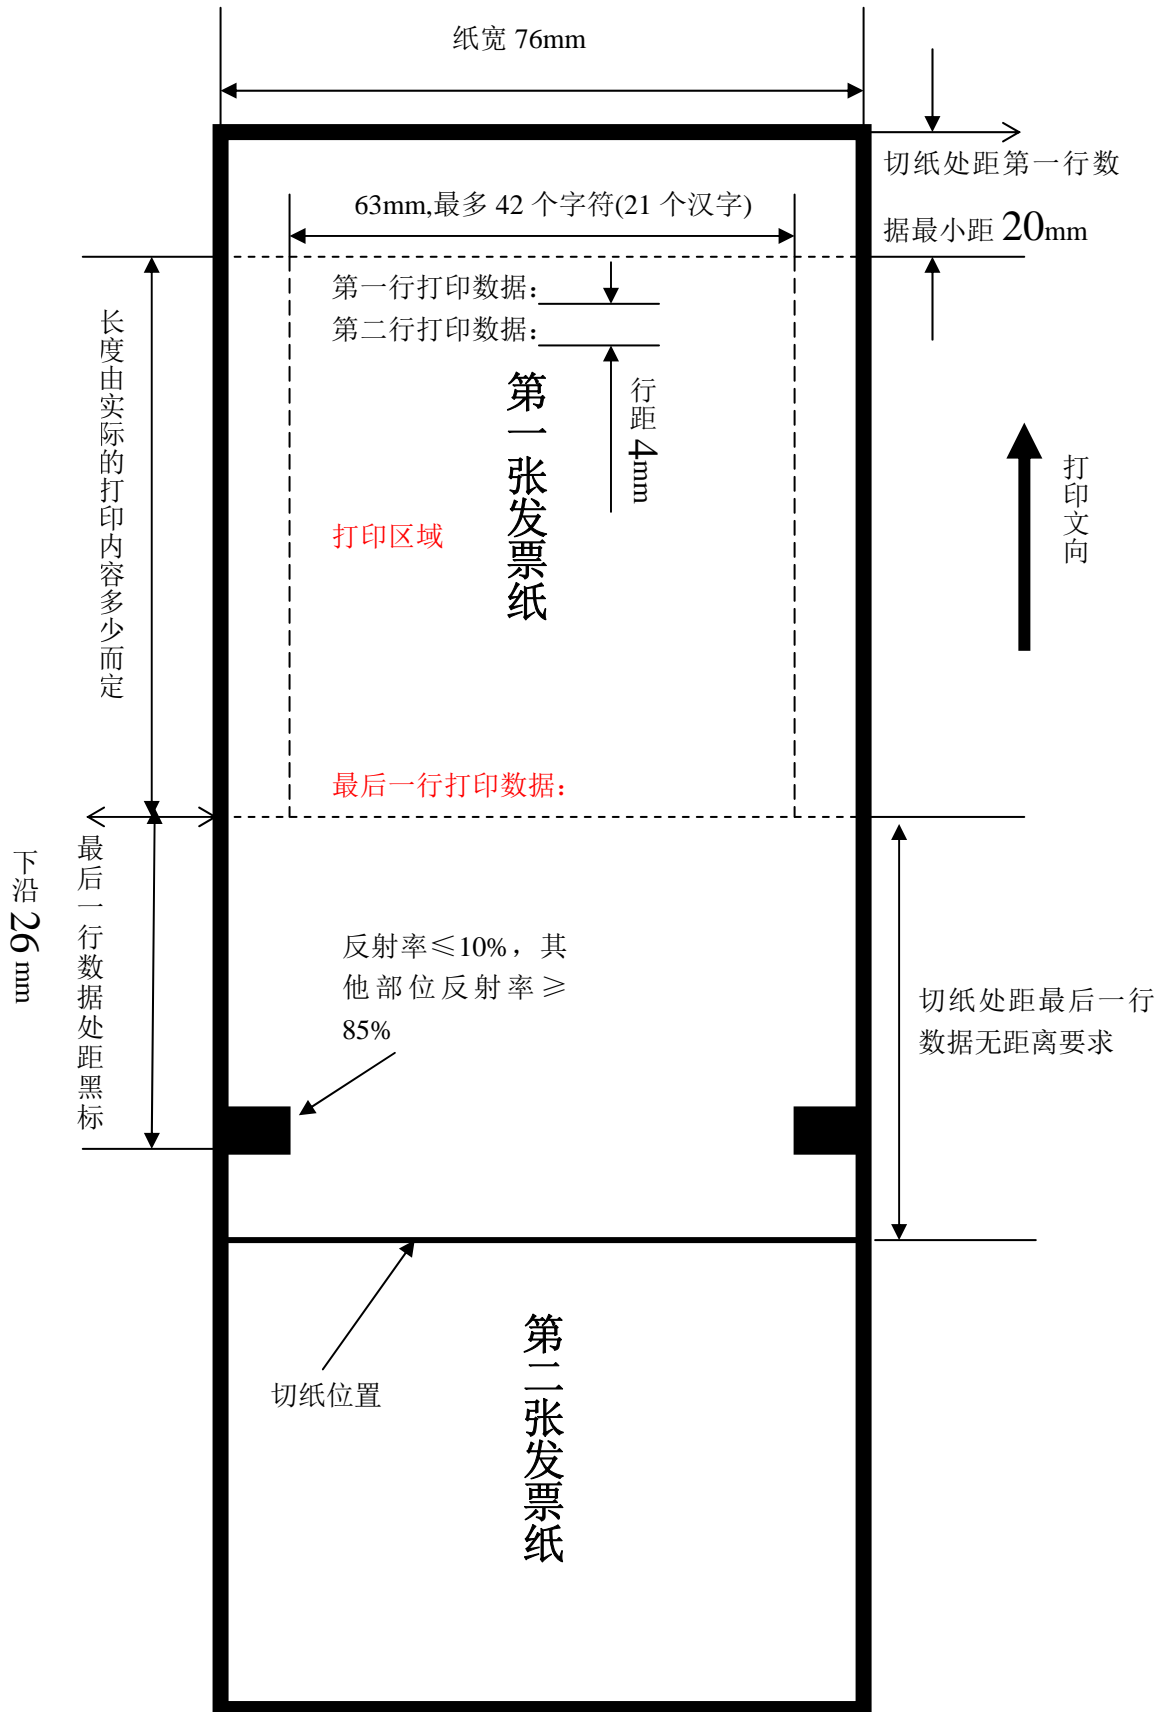 纸宽 76mm
切纸处距第一行数
据最小距 20mm
63mm,最多 42 个字符(21 个汉字)
第一行打印数据：
第二行打印数据：
行距 4mm
第一张发票纸
打印区域
长度由实际的打印内容多少而定
打印文向
最后一行打印数据：
最后一行数据处距黑标
下沿 26 mm
反射率≤10%，其
他部位反射率≥
85%
切纸处距最后一行
数据无距离要求
切纸位置
第二张发票纸